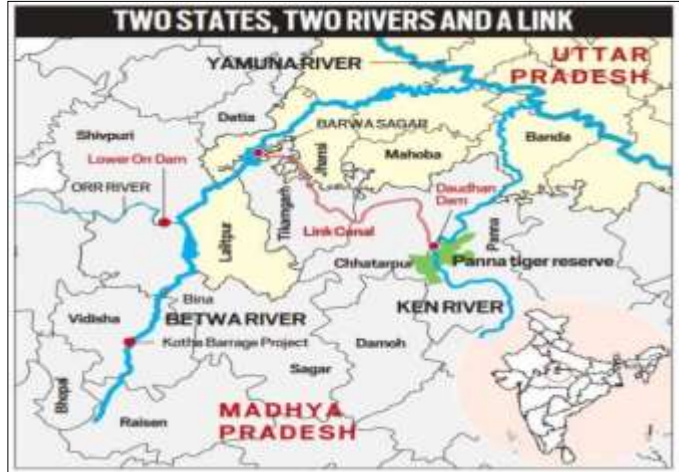 TWO STATES, TWO RIVERS AND A LINK
YAMUNA RIVER
UTTAR
PRADESH
Datia
BARWA SAGAR
Shivpuri
Lower Orr Dam
Jhansi
Mahoba
Banda
ORR RIVER
Daudhan
Dam
Tikamgarh
Link Canal
Lalitpur
Panna
Chhatarpur
Panna tiger reserve
Bina
Vidisha
BETWA RIVER
KEN RIVER
Kotha Barrage Project
Damoh
Sagar
Bhopal
MADHYA
PRADESH
Raisen